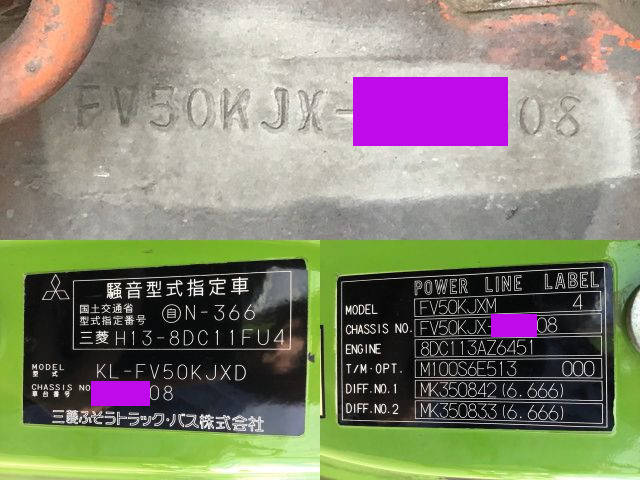 FV50KJX- 08
騒音型式指定車
国土交通省
型式指定番号 自N-366
三菱 H13-8DC11FU4
MODEL
型式 KL-FV50KJXD
CHASSIS NO
車台番号 08
三菱ふそうトラック・バス株式会社
POWER LINE LABEL
MODEL FV50KJXM 4
CHASSIS NO. FV50KJX- 08
ENGINE 8DC113AZ6451
T/M·OPT. M100S6E513 000
DIFF.NO.1 MK350842(6.666)
DIFF.NO.2 MK350833(6.666)